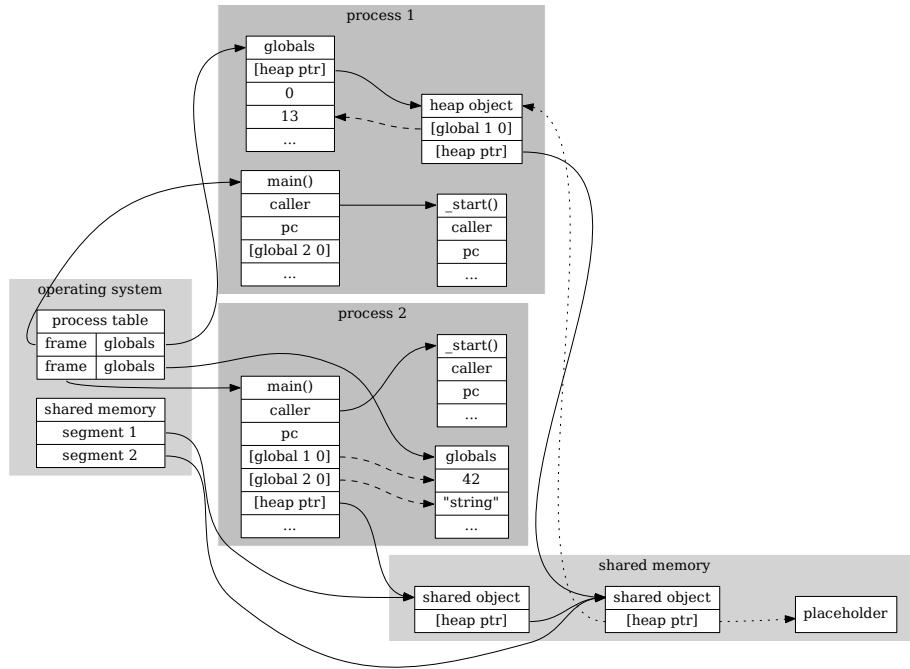 process 1
globals
[heap ptr]
0
13
...
heap object
[global 1 0]
[heap ptr]
main()
caller
pc
[global 2 0]
...
_start()
caller
pc
...
operating system
process table
frame globals
frame globals
shared memory
segment 1
segment 2
process 2
_start()
caller
pc
...
main()
caller
pc
[global 1 0]
[global 2 0]
[heap ptr]
...
globals
42
"string"
...
shared memory
shared object
[heap ptr]
shared object
[heap ptr]
placeholder